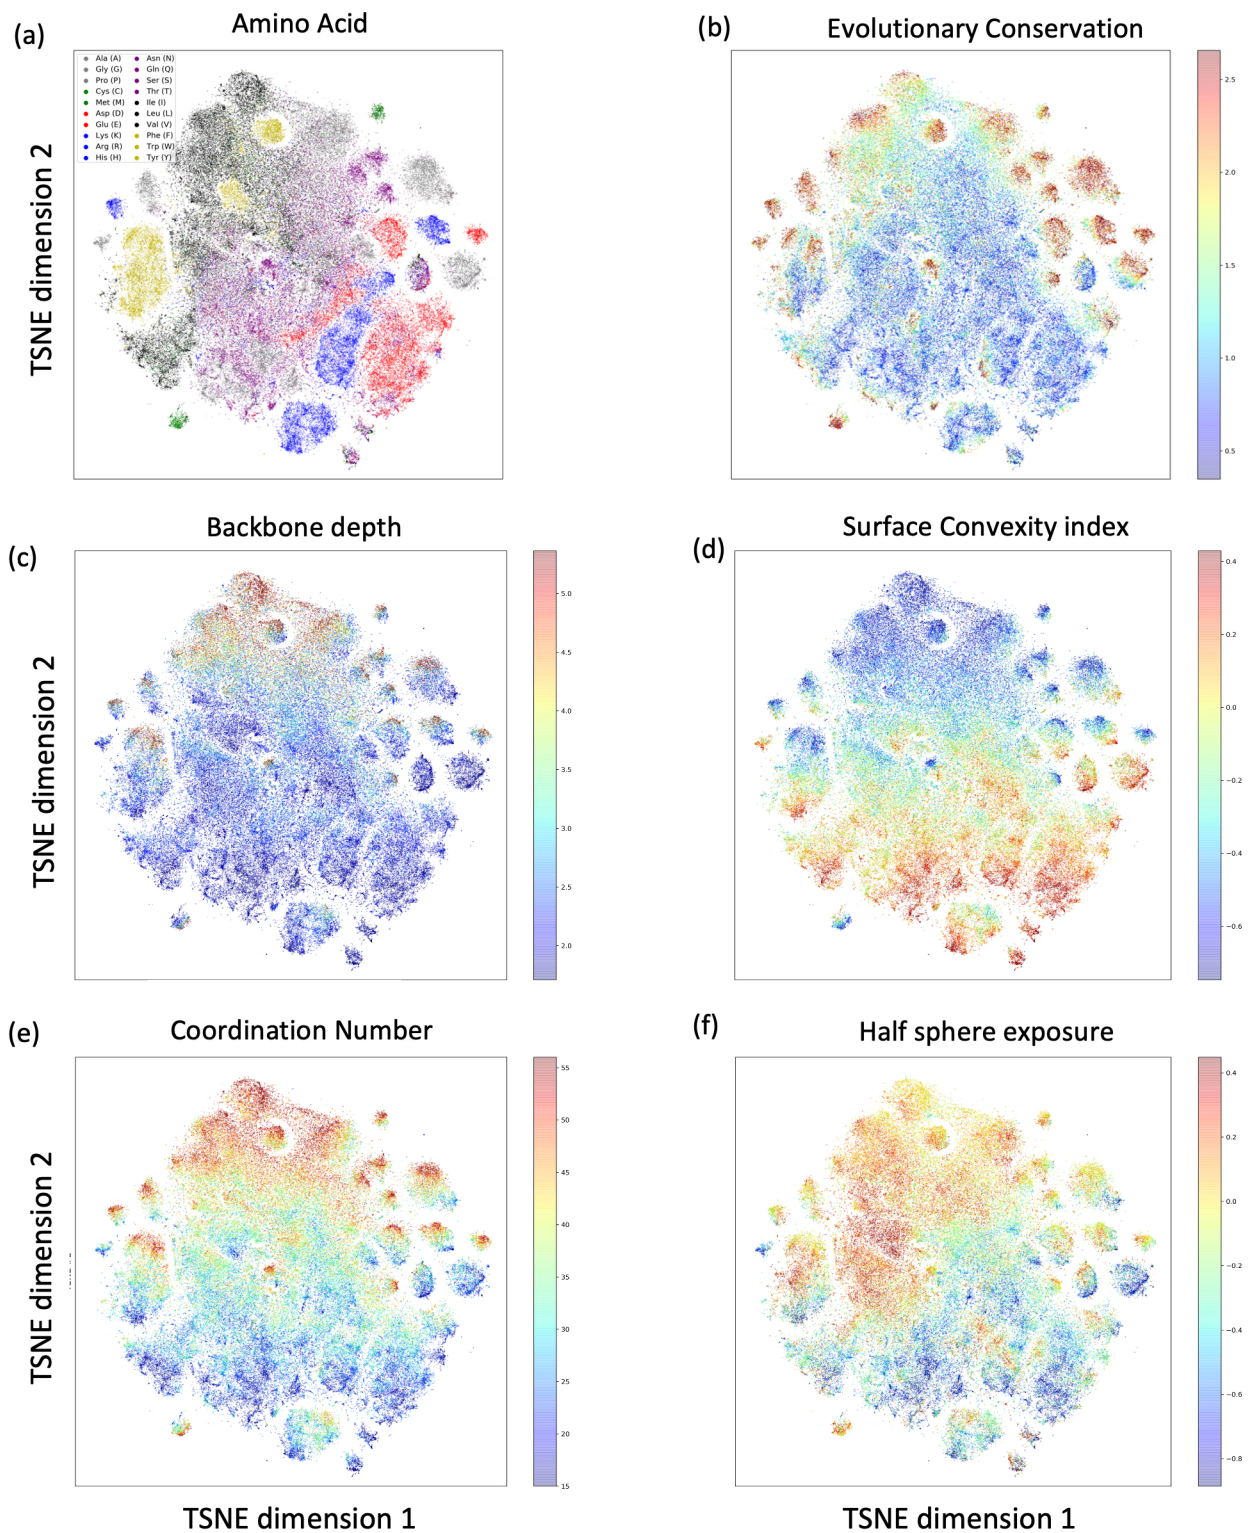 (a)
Amino Acid
Ala (A) Asn (N)
Gly (G) Gln (Q)
Pro (P) Ser (S)
Cys (C) Thr (T)
Met (M) Ile (I)
Asp (D) Leu (L)
Glu (E) Val (V)
Lys (K) Phe (F)
Arg (R) Trp (W)
His (H) Tyr (Y)
TSNE dimension 2
(b)
Evolutionary Conservation
2.5
2.0
1.5
1.0
0.5
(c)
Backbone depth
TSNE dimension 2
5.0
4.5
4.0
3.5
3.0
2.5
2.0
(d)
Surface Convexity index
0.4
0.2
0.0
−0.2
−0.4
−0.6
(e)
Coordination Number
TSNE dimension 2
55
50
45
40
35
30
25
20
15
TSNE dimension 1
(f)
Half sphere exposure
0.4
0.2
0.0
−0.2
−0.4
−0.6
−0.8
TSNE dimension 1